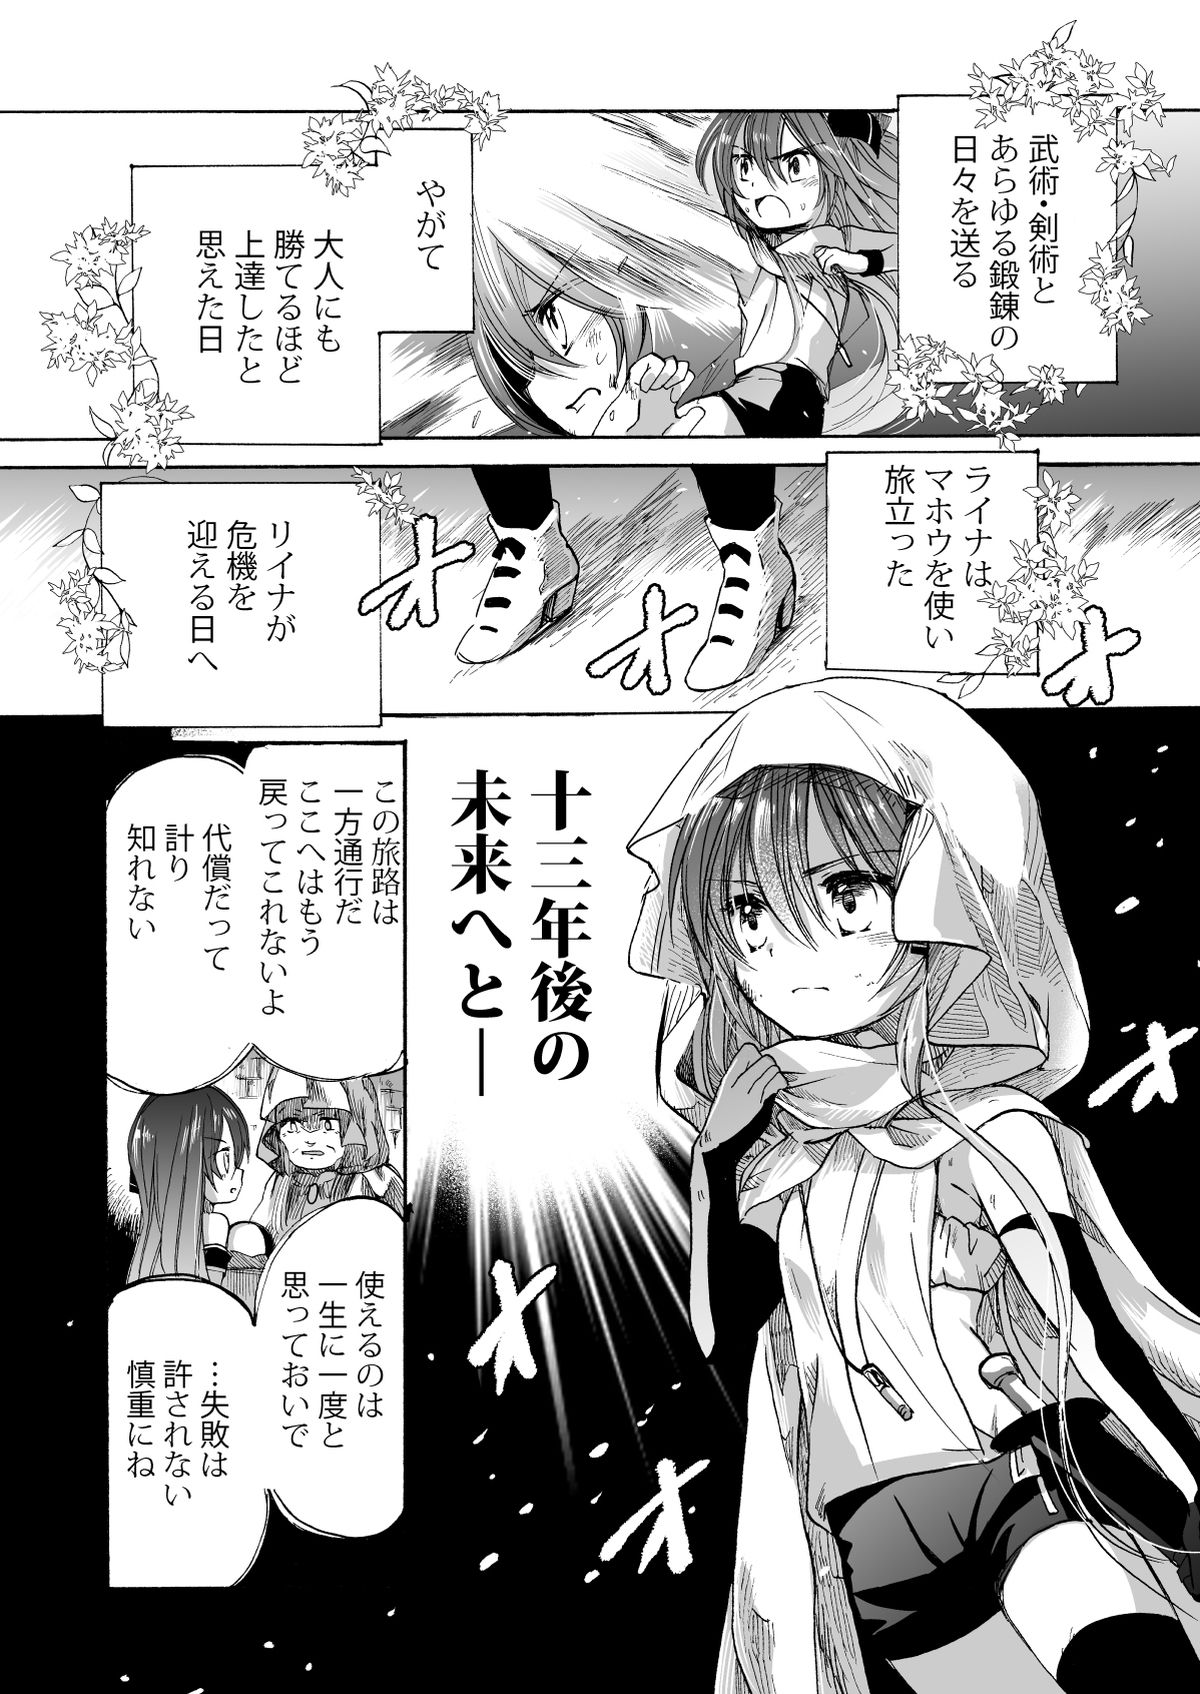 武術・剣術と
あらゆる鍛錬の
日々を送る
やがて
大人にも
勝てるほど
上達したと
思えた日
ライナは
マホウを使い
旅立った
リイナが
危機を
迎える日へ
オ
オ
オ
十三年後の
未来へと―
オ
オ
オ
この旅路は
一方通行だ
ここへはもう
戻ってこれないよ
代償だって
計り
知れない
使えるのは
一生に一度と
思っておいで
…失敗は
許されない
慎重にね